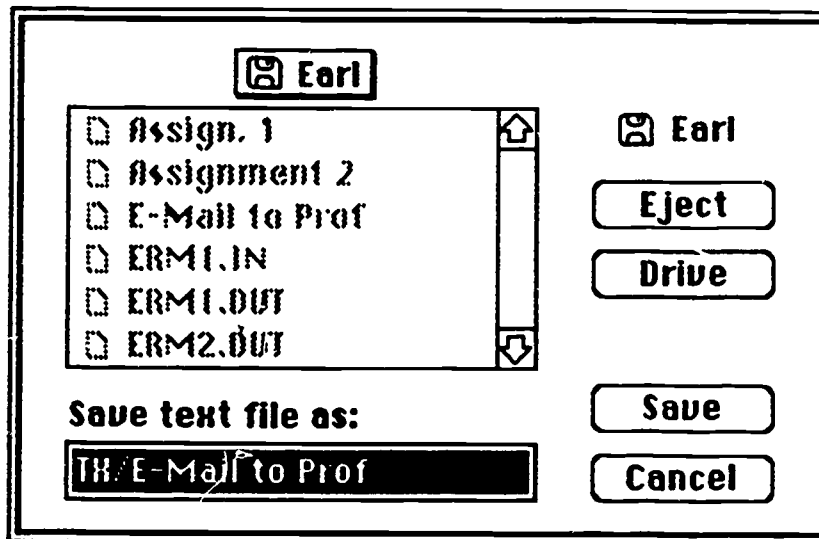 Earl
Assign. 1
Assignment 2
E-Mail to Prof
ERM1.IN
ERM1.OUT
ERM2.OUT
Earl
Eject
Drive
Save text file as:
TX/E-Mail to Prof
Save
Cancel